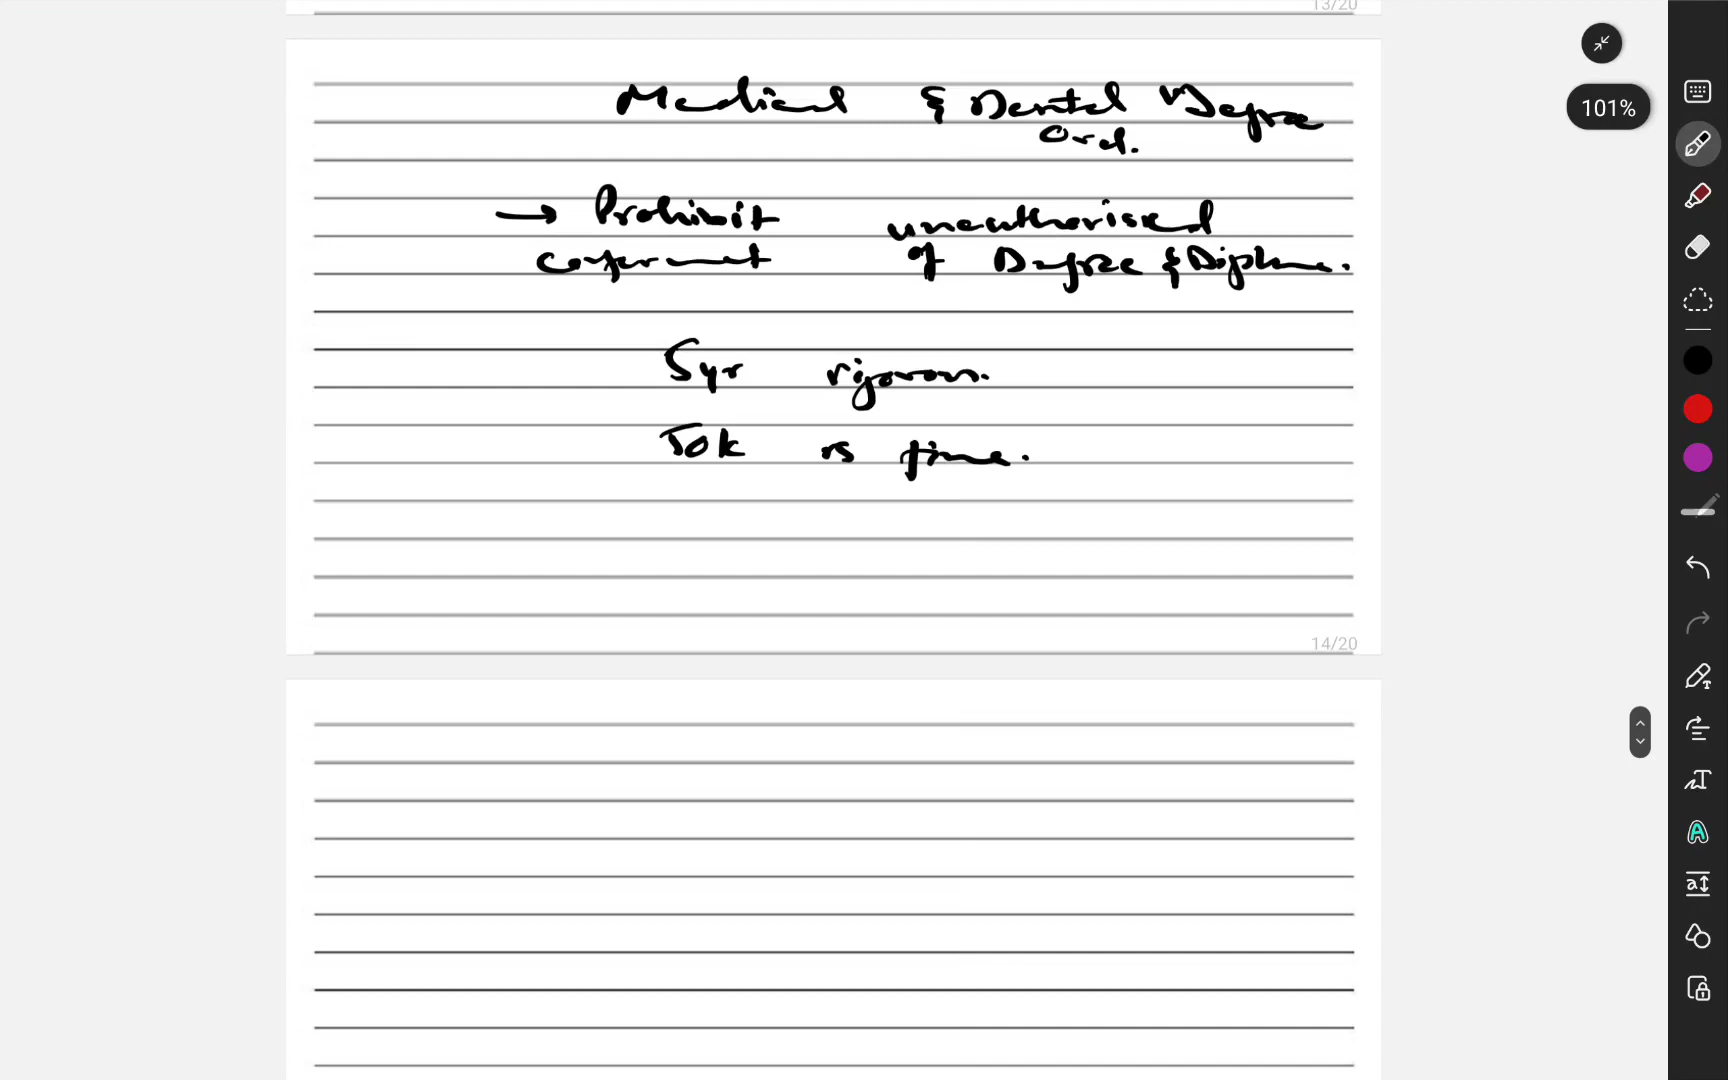 13/20
101%
Medical & Dental Degree
Ord.
→ Prohibit unauthorised
conferment of Degree & Diploma.
5yr rigorous.
50k rs fine.
14/20